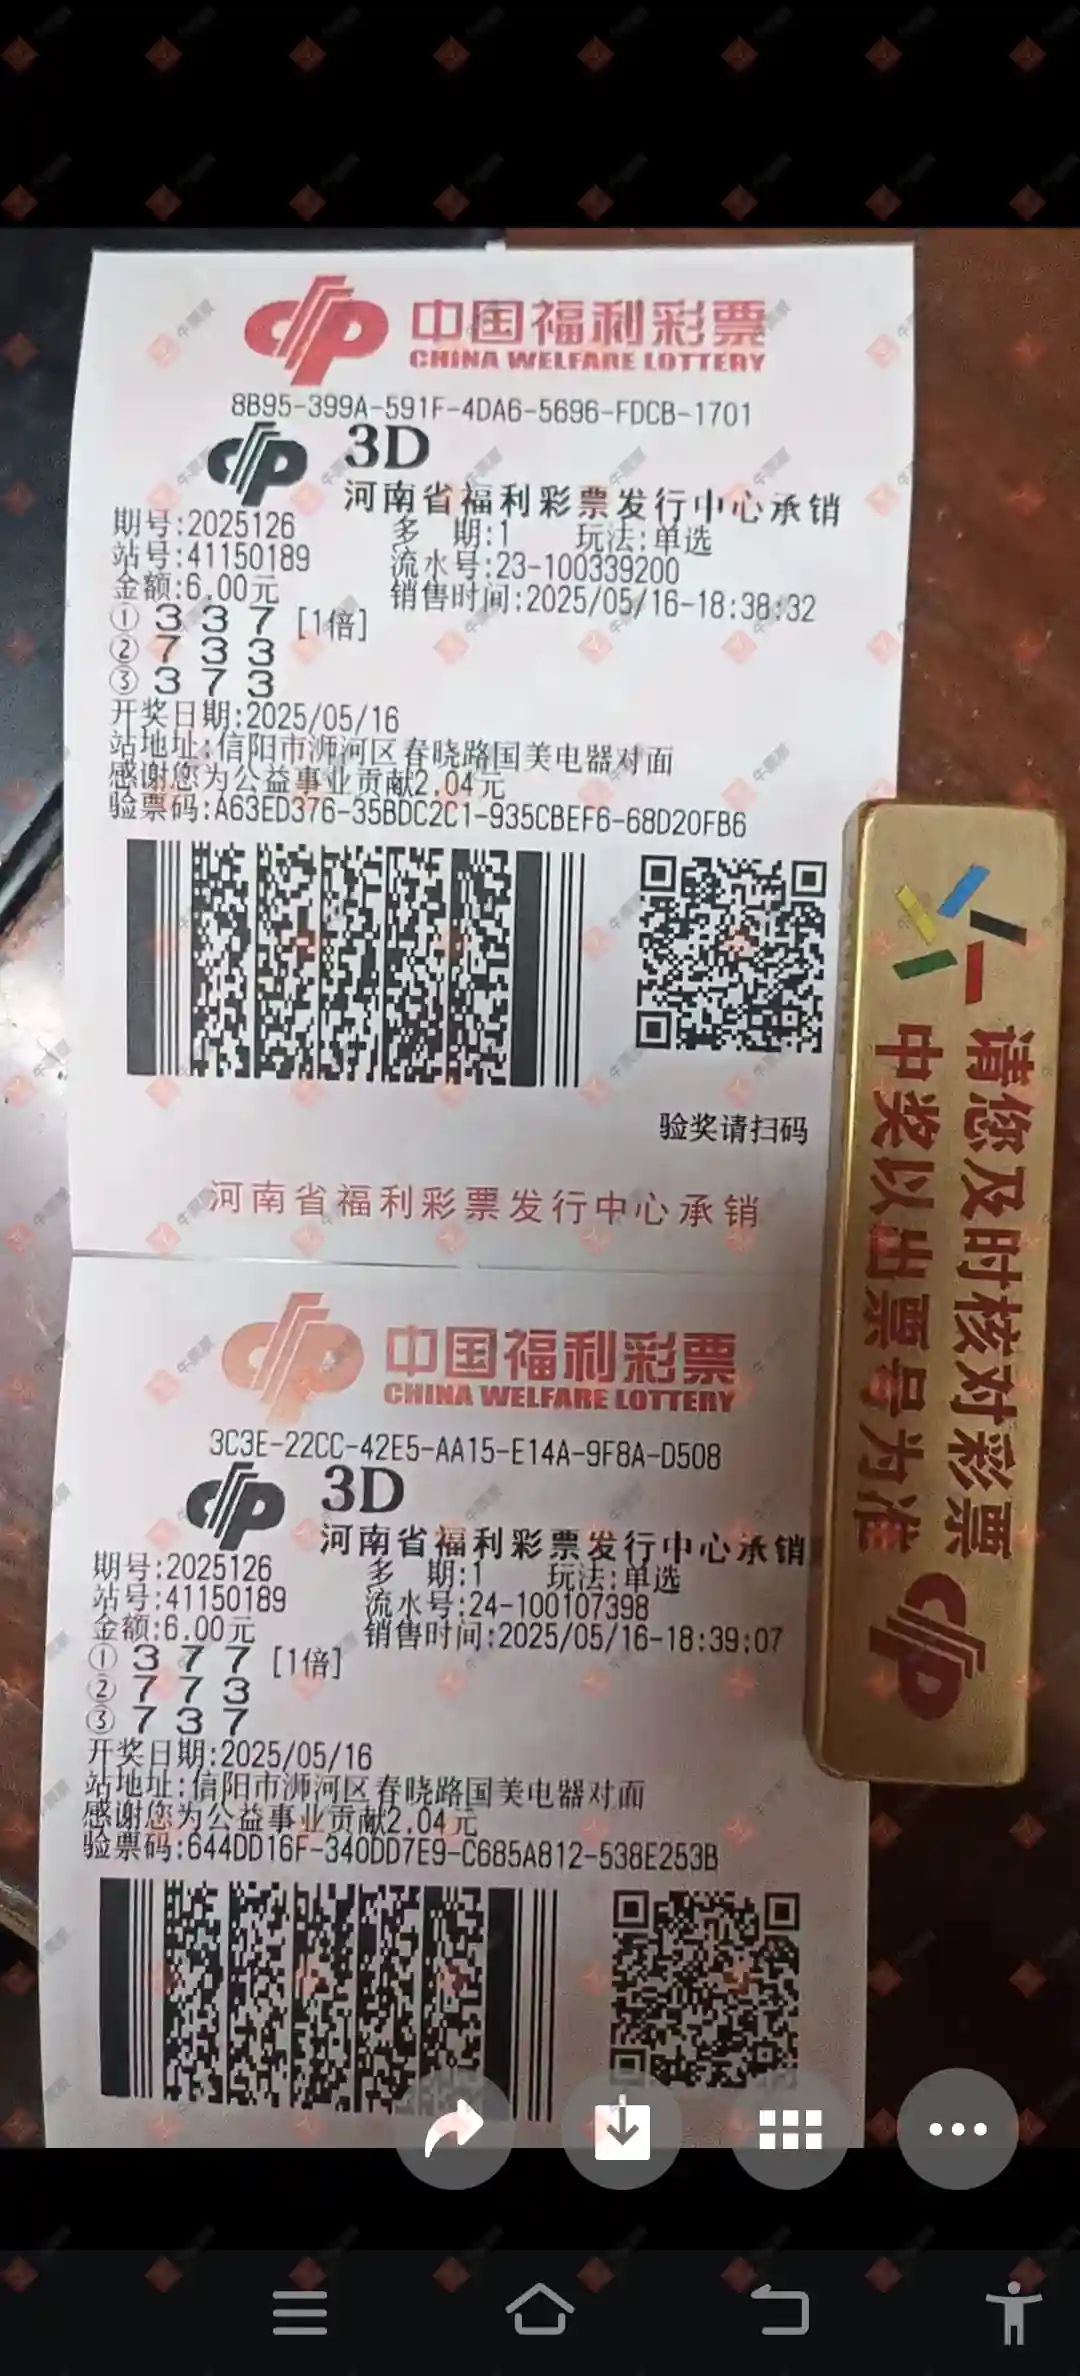 中国福利彩票
CHINA WELFARE LOTTERY
8B95-399A-591F-4DA6-5696-FDCB-1701
3D
河南省福利彩票发行中心承销
期号:2025126 多 期:1 玩法:单选
站号:41150189 流水号:23-100339200
金额:6.00元 销售时间:2025/05/16-18:38:32
① 3 3 7 [1倍]
② 7 3 3
③ 3 7 3
开奖日期:2025/05/16
站地址:信阳市浉河区春晓路国美电器对面
感谢您为公益事业贡献2.04元
验票码:A63ED376-35BDC2C1-935CBEF6-68D20FB6
验奖请扫码
河南省福利彩票发行中心承销
中国福利彩票
CHINA WELFARE LOTTERY
3C3E-22CC-42E5-AA15-E14A-9F8A-D508
3D
河南省福利彩票发行中心承销
期号:2025126 多 期:1 玩法:单选
站号:41150189 流水号:24-100107398
金额:6.00元 销售时间:2025/05/16-18:39:07
① 3 7 7 [1倍]
② 7 7 3
③ 7 3 7
开奖日期:2025/05/16
站地址:信阳市浉河区春晓路国美电器对面
感谢您为公益事业贡献2.04元
验票码:644DD16F-340DD7E9-C685A812-538E253B
请您及时核对彩票
中奖以出票号为准